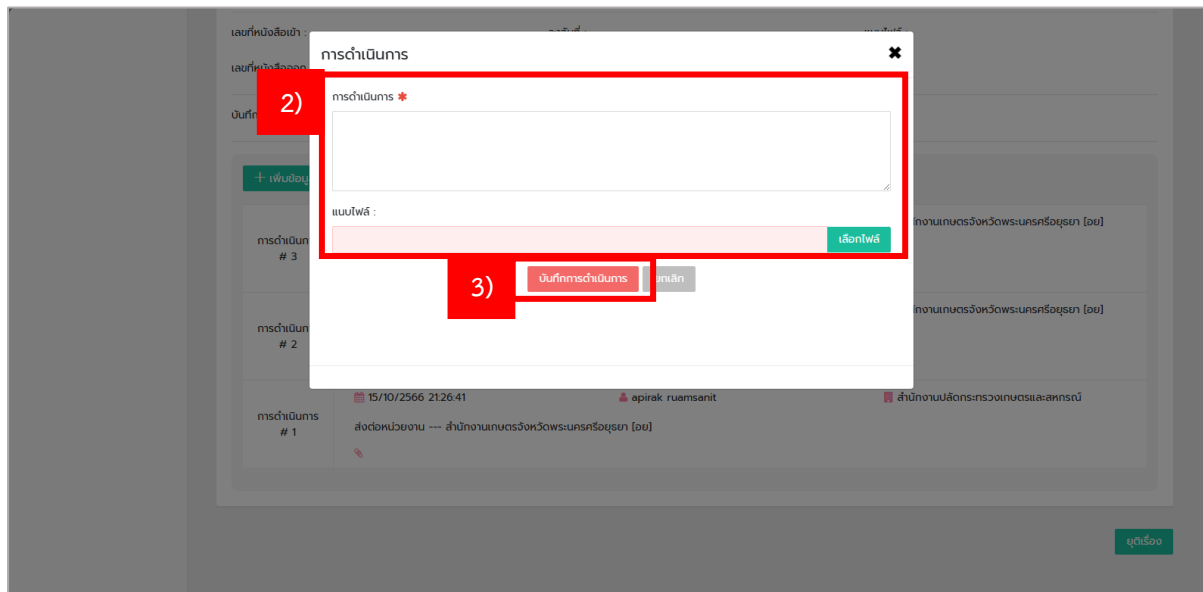 เลขที่หนังสือเข้า :
การดำเนินการ ✖
เลขที่หนังสือออก
2)
การดำเนินการ *
+ เพิ่มข้อมู
แนบไฟล์ :
เลือกไฟล์
งานเกษตรจังหวัดพระนครศรีอยุธยา [อย]
การดำเนิน
# 3
3)
บันทึกการดำเนินการ
งานเกษตรจังหวัดพระนครศรีอยุธยา [อย]
การดำเนิน
# 2
15/10/2566 21:26:41 apirak ruamsanit สำนักงานปลัดกระทรวงเกษตรและสหกรณ์
การดำเนินการ
# 1
ส่งต่อหน่วยงาน --- สำนักงานเกษตรจังหวัดพระนครศรีอยุธยา [อย]
ยุติเรื่อง